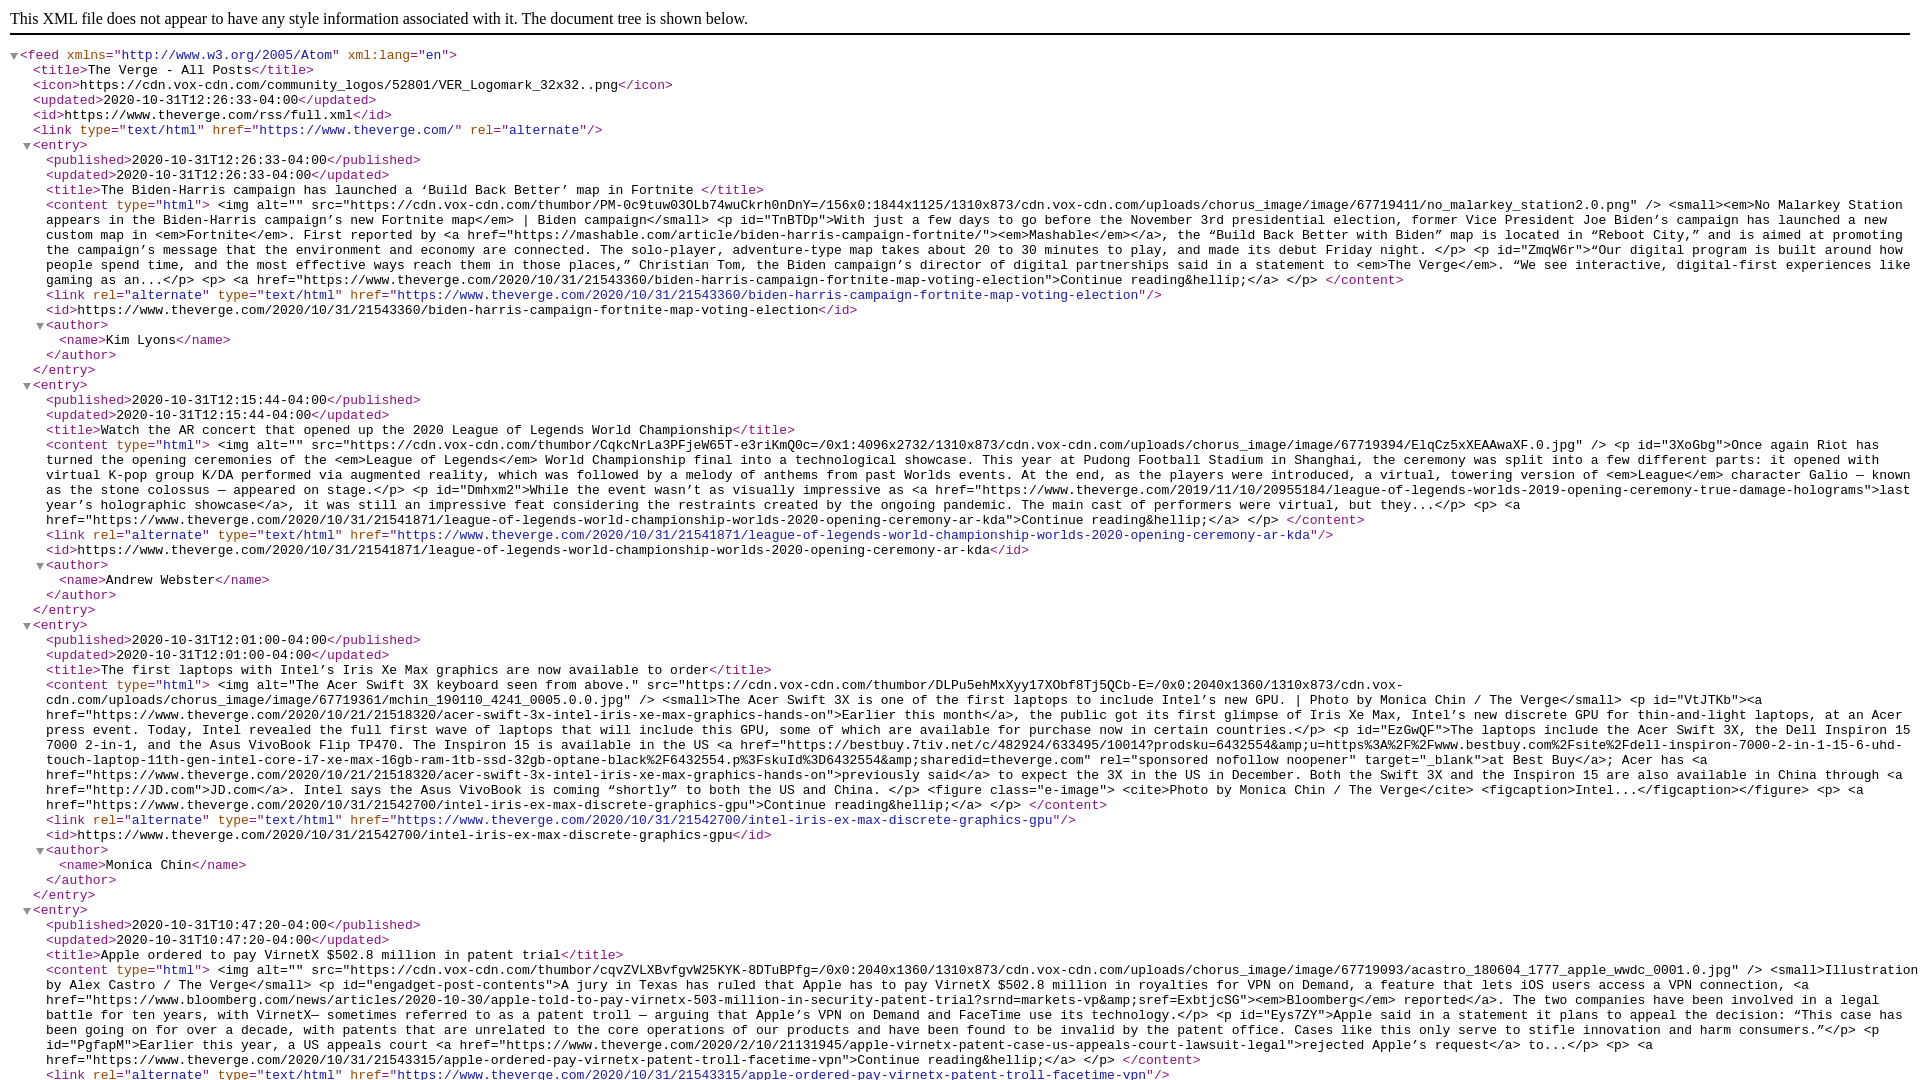 This XML file does not appear to have any style information associated with it. The document tree is shown below.
<feed xmlns="http://www.w3.org/2005/Atom" xml:lang="en">
<title>The Verge - All Posts</title>
<icon>https://cdn.vox-cdn.com/community_logos/52801/VER_Logomark_32x32..png</icon>
<updated>2020-10-31T12:26:33-04:00</updated>
<id>https://www.theverge.com/rss/full.xml</id>
<link type="text/html" href="https://www.theverge.com/" rel="alternate"/>
<entry>
<published>2020-10-31T12:26:33-04:00</published>
<updated>2020-10-31T12:26:33-04:00</updated>
<title>The Biden-Harris campaign has launched a ‘Build Back Better’ map in Fortnite </title>
<content type="html"> <img alt="" src="https://cdn.vox-cdn.com/thumbor/PM-0c9tuw03OLb74wuCkrh0nDnY=/156x0:1844x1125/1310x873/cdn.vox-cdn.com/uploads/chorus_image/image/67719411/no_malarkey_station2.0.png" /> <small><em>No Malarkey Station
appears in the Biden-Harris campaign’s new Fortnite map</em> | Biden campaign</small> <p id="TnBTDp">With just a few days to go before the November 3rd presidential election, former Vice President Joe Biden’s campaign has launched a new
custom map in <em>Fortnite</em>. First reported by <a href="https://mashable.com/article/biden-harris-campaign-fortnite/"><em>Mashable</em></a>, the “Build Back Better with Biden” map is located in “Reboot City,” and is aimed at promoting
the campaign’s message that the environment and economy are connected. The solo-player, adventure-type map takes about 20 to 30 minutes to play, and made its debut Friday night. </p> <p id="ZmqW6r">“Our digital program is built around how
people spend time, and the most effective ways reach them in those places,” Christian Tom, the Biden campaign’s director of digital partnerships said in a statement to <em>The Verge</em>. “We see interactive, digital-first experiences like
gaming as an...</p> <p> <a href="https://www.theverge.com/2020/10/31/21543360/biden-harris-campaign-fortnite-map-voting-election">Continue reading&hellip;</a> </p> </content>
<link rel="alternate" type="text/html" href="https://www.theverge.com/2020/10/31/21543360/biden-harris-campaign-fortnite-map-voting-election"/>
<id>https://www.theverge.com/2020/10/31/21543360/biden-harris-campaign-fortnite-map-voting-election</id>
<author>
<name>Kim Lyons</name>
</author>
</entry>
<entry>
<published>2020-10-31T12:15:44-04:00</published>
<updated>2020-10-31T12:15:44-04:00</updated>
<title>Watch the AR concert that opened up the 2020 League of Legends World Championship</title>
<content type="html"> <img alt="" src="https://cdn.vox-cdn.com/thumbor/CqkcNrLa3PFjeW65T-e3riKmQ0c=/0x1:4096x2732/1310x873/cdn.vox-cdn.com/uploads/chorus_image/image/67719394/ElqCz5xXEAAwaXF.0.jpg" /> <p id="3XoGbg">Once again Riot has
turned the opening ceremonies of the <em>League of Legends</em> World Championship final into a technological showcase. This year at Pudong Football Stadium in Shanghai, the ceremony was split into a few different parts: it opened with
virtual K-pop group K/DA performed via augmented reality, which was followed by a melody of anthems from past Worlds events. At the end, as the players were introduced, a virtual, towering version of <em>League</em> character Galio — known
as the stone colossus — appeared on stage.</p> <p id="Dmhxm2">While the event wasn’t as visually impressive as <a href="https://www.theverge.com/2019/11/10/20955184/league-of-legends-worlds-2019-opening-ceremony-true-damage-holograms">last
year’s holographic showcase</a>, it was still an impressive feat considering the restraints created by the ongoing pandemic. The main cast of performers were virtual, but they...</p> <p> <a
href="https://www.theverge.com/2020/10/31/21541871/league-of-legends-world-championship-worlds-2020-opening-ceremony-ar-kda">Continue reading&hellip;</a> </p> </content>
<link rel="alternate" type="text/html" href="https://www.theverge.com/2020/10/31/21541871/league-of-legends-world-championship-worlds-2020-opening-ceremony-ar-kda"/>
<id>https://www.theverge.com/2020/10/31/21541871/league-of-legends-world-championship-worlds-2020-opening-ceremony-ar-kda</id>
<author>
<name>Andrew Webster</name>
</author>
</entry>
<entry>
<published>2020-10-31T12:01:00-04:00</published>
<updated>2020-10-31T12:01:00-04:00</updated>
<title>The first laptops with Intel’s Iris Xe Max graphics are now available to order</title>
<content type="html"> <img alt="The Acer Swift 3X keyboard seen from above." src="https://cdn.vox-cdn.com/thumbor/DLPu5ehMxXyy17XObf8Tj5QCb-E=/0x0:2040x1360/1310x873/cdn.vox-
cdn.com/uploads/chorus_image/image/67719361/mchin_190110_4241_0005.0.0.jpg" /> <small>The Acer Swift 3X is one of the first laptops to include Intel’s new GPU. | Photo by Monica Chin / The Verge</small> <p id="VtJTKb"><a
href="https://www.theverge.com/2020/10/21/21518320/acer-swift-3x-intel-iris-xe-max-graphics-hands-on">Earlier this month</a>, the public got its first glimpse of Iris Xe Max, Intel’s new discrete GPU for thin-and-light laptops, at an Acer
press event. Today, Intel revealed the full first wave of laptops that will include this GPU, some of which are available for purchase now in certain countries.</p> <p id="EzGwQF">The laptops include the Acer Swift 3X, the Dell Inspiron 15
7000 2-in-1, and the Asus VivoBook Flip TP470. The Inspiron 15 is available in the US <a href="https://bestbuy.7tiv.net/c/482924/633495/10014?prodsku=6432554&amp;u=https%3A%2F%2Fwww.bestbuy.com%2Fsite%2Fdell-inspiron-7000-2-in-1-15-6-uhd-
touch-laptop-11th-gen-intel-core-i7-xe-max-16gb-ram-1tb-ssd-32gb-optane-black%2F6432554.p%3FskuId%3D6432554&amp;sharedid=theverge.com" rel="sponsored nofollow noopener" target="_blank">at Best Buy</a>; Acer has <a
href="https://www.theverge.com/2020/10/21/21518320/acer-swift-3x-intel-iris-xe-max-graphics-hands-on">previously said</a> to expect the 3X in the US in December. Both the Swift 3X and the Inspiron 15 are also available in China through <a
href="http://JD.com">JD.com</a>. Intel says the Asus VivoBook is coming “shortly” to both the US and China. </p> <figure class="e-image"> <cite>Photo by Monica Chin / The Verge</cite> <figcaption>Intel...</figcaption></figure> <p> <a
href="https://www.theverge.com/2020/10/31/21542700/intel-iris-ex-max-discrete-graphics-gpu">Continue reading&hellip;</a> </p> </content>
<link rel="alternate" type="text/html" href="https://www.theverge.com/2020/10/31/21542700/intel-iris-ex-max-discrete-graphics-gpu"/>
<id>https://www.theverge.com/2020/10/31/21542700/intel-iris-ex-max-discrete-graphics-gpu</id>
<author>
<name>Monica Chin</name>
</author>
</entry>
<entry>
<published>2020-10-31T10:47:20-04:00</published>
<updated>2020-10-31T10:47:20-04:00</updated>
<title>Apple ordered to pay VirnetX $502.8 million in patent trial</title>
<content type="html"> <img alt="" src="https://cdn.vox-cdn.com/thumbor/cqvZVLXBvfgvW25KYK-8DTuBPfg=/0x0:2040x1360/1310x873/cdn.vox-cdn.com/uploads/chorus_image/image/67719093/acastro_180604_1777_apple_wwdc_0001.0.jpg" /> <small>Illustration
by Alex Castro / The Verge</small> <p id="engadget-post-contents">A jury in Texas has ruled that Apple has to pay VirnetX $502.8 million in royalties for VPN on Demand, a feature that lets iOS users access a VPN connection, <a
href="https://www.bloomberg.com/news/articles/2020-10-30/apple-told-to-pay-virnetx-503-million-in-security-patent-trial?srnd=markets-vp&amp;sref=ExbtjcSG"><em>Bloomberg</em> reported</a>. The two companies have been involved in a legal
battle for ten years, with VirnetX— sometimes referred to as a patent troll — arguing that Apple’s VPN on Demand and FaceTime use its technology.</p> <p id="Eys7ZY">Apple said in a statement it plans to appeal the decision: “This case has
been going on for over a decade, with patents that are unrelated to the core operations of our products and have been found to be invalid by the patent office. Cases like this only serve to stifle innovation and harm consumers.”</p> <p
id="PgfapM">Earlier this year, a US appeals court <a href="https://www.theverge.com/2020/2/10/21131945/apple-virnetx-patent-case-us-appeals-court-lawsuit-legal">rejected Apple’s request</a> to...</p> <p> <a
href="https://www.theverge.com/2020/10/31/21543315/apple-ordered-pay-virnetx-patent-troll-facetime-vpn">Continue reading&hellip;</a> </p> </content>
<link rel="alternate" type="text/html" href="https://www.theverge.com/2020/10/31/21543315/apple-ordered-pay-virnetx-patent-troll-facetime-vpn"/>